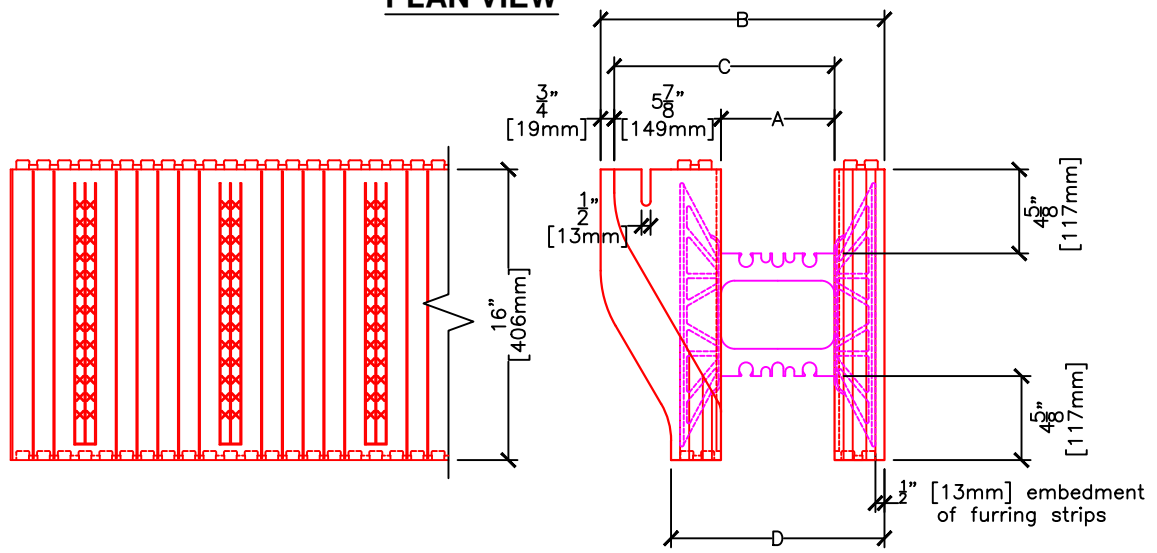 PLAN VIEW
B
C
3/4"
[19mm]
5 7/8"
[149mm]
A
1/2"
[13mm]
16"
[406mm]
4 5/8"
[117mm]
4 5/8"
[117mm]
1/2" [13mm] embedment
of furring strips
D